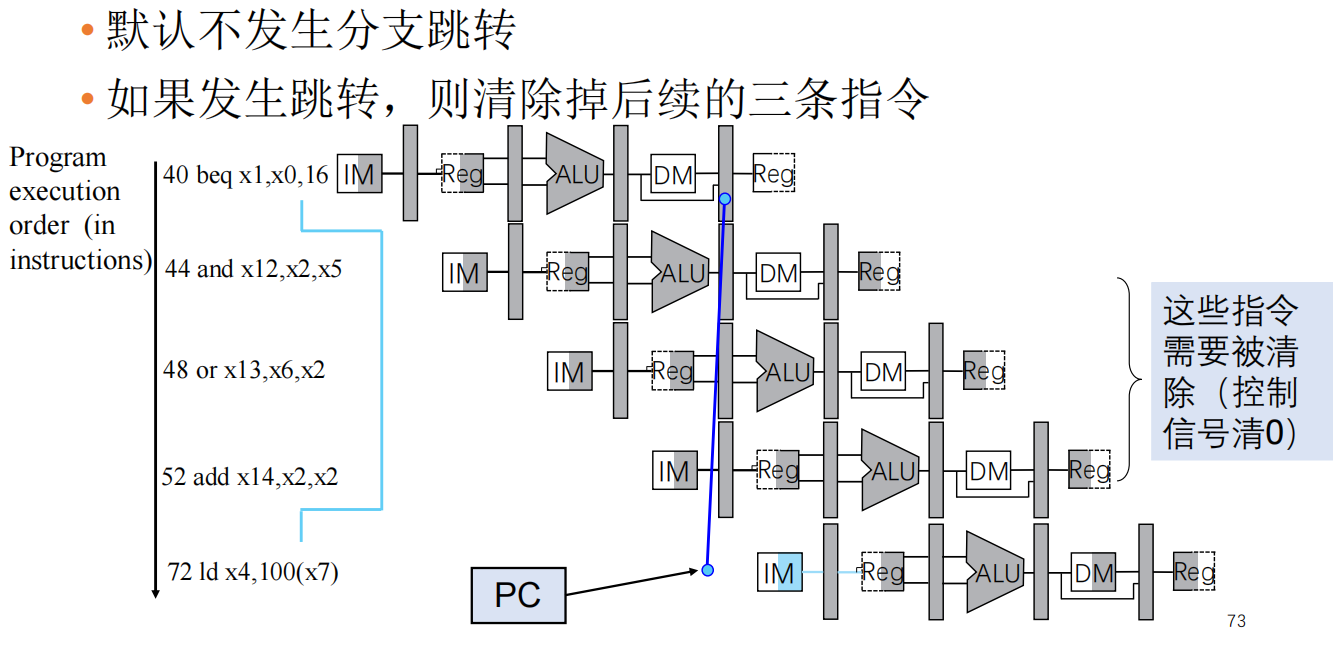 • 默认不发生分支跳转
• 如果发生跳转，则清除掉后续的三条指令
Program
execution
order (in
instructions)
40 beq x1,x0,16
IM
Reg
ALU
DM
Reg
44 and x12,x2,x5
IM
Reg
ALU
DM
Reg
48 or x13,x6,x2
IM
Reg
ALU
DM
Reg
52 add x14,x2,x2
IM
Reg
ALU
DM
Reg
72 ld x4,100(x7)
IM
Reg
ALU
DM
Reg
PC
这些指令
需要被清
除（控制
信号清0）
73